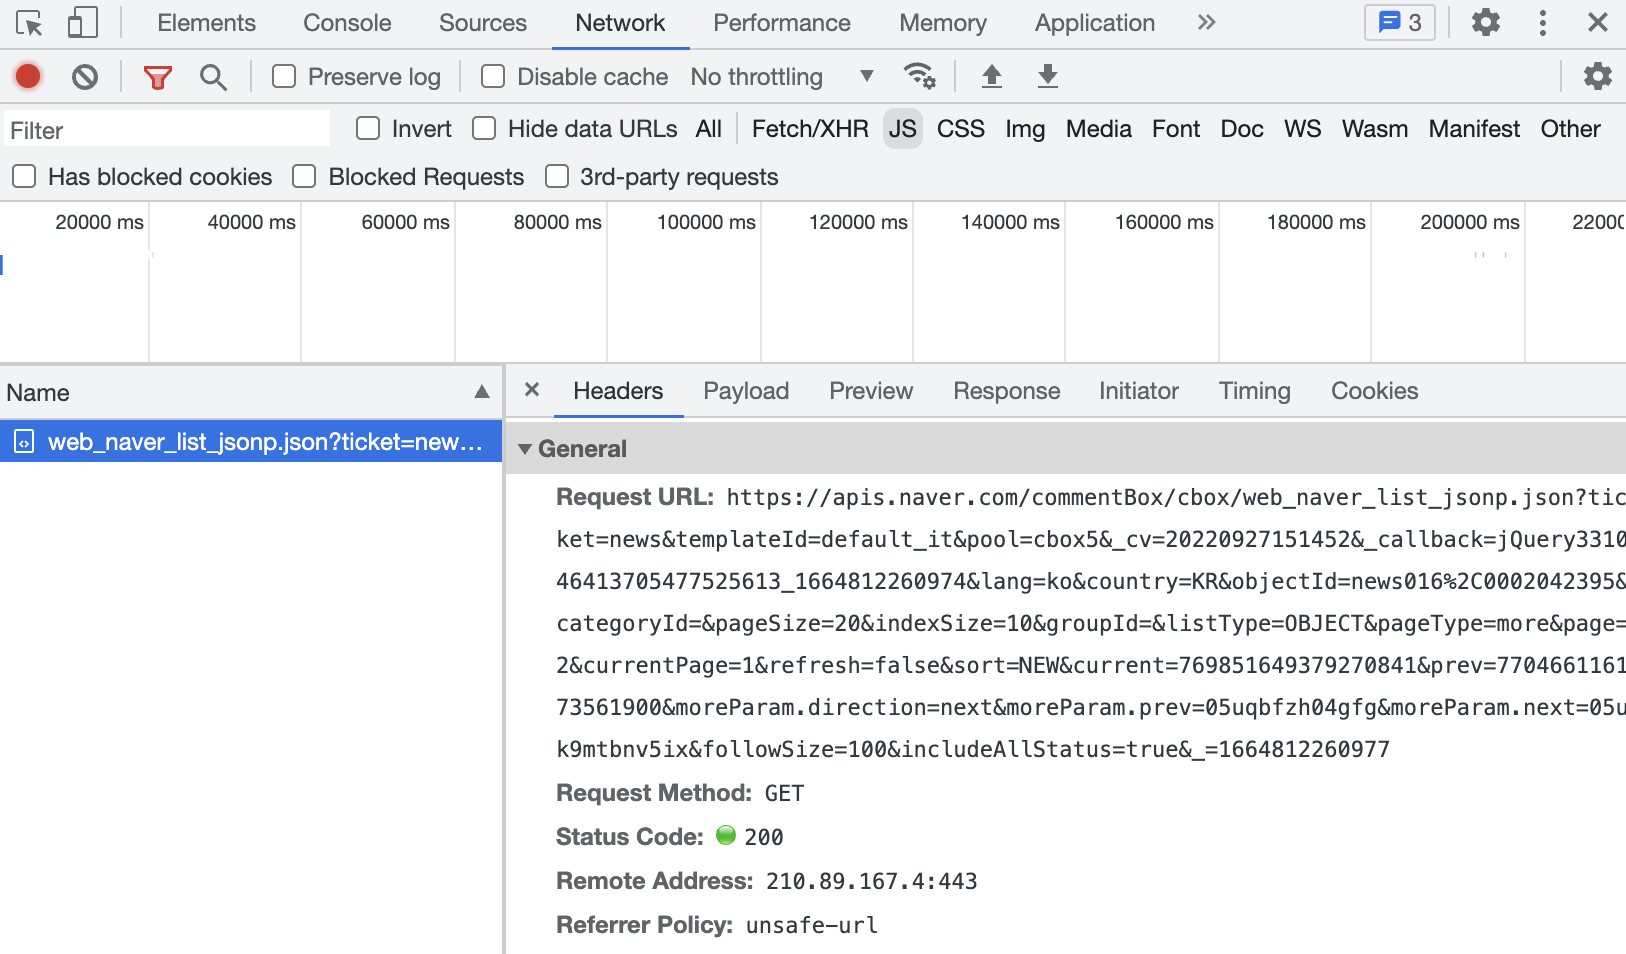 Elements Console Sources Network Performance Memory Application 3
Preserve log Disable cache No throttling
Filter Invert Hide data URLs All Fetch/XHR JS CSS Img Media Font Doc WS Wasm Manifest Other
Has blocked cookies Blocked Requests 3rd-party requests
20000 ms 40000 ms 60000 ms 80000 ms 100000 ms 120000 ms 140000 ms 160000 ms 180000 ms 200000 ms 2200
Name
web_naver_list_jsonp.json?ticket=new…
Headers Payload Preview Response Initiator Timing Cookies
General
Request URL: https://apis.naver.com/commentBox/cbox/web_naver_list_jsonp.json?tic
ket=news&templateId=default_it&pool=cbox5&_cv=20220927151452&_callback=jQuery3310
46413705477525613_1664812260974&lang=ko&country=KR&objectId=news016%2C0002042395&
categoryId=&pageSize=20&indexSize=10&groupId=&listType=OBJECT&pageType=more&page=
2&currentPage=1&refresh=false&sort=NEW&current=769851649379270841&prev=7704661161
73561900&moreParam.direction=next&moreParam.prev=05uqbfzh04gfg&moreParam.next=05u
k9mtbnv5ix&followSize=100&includeAllStatus=true&_=1664812260977
Request Method: GET
Status Code: 200
Remote Address: 210.89.167.4:443
Referrer Policy: unsafe-url